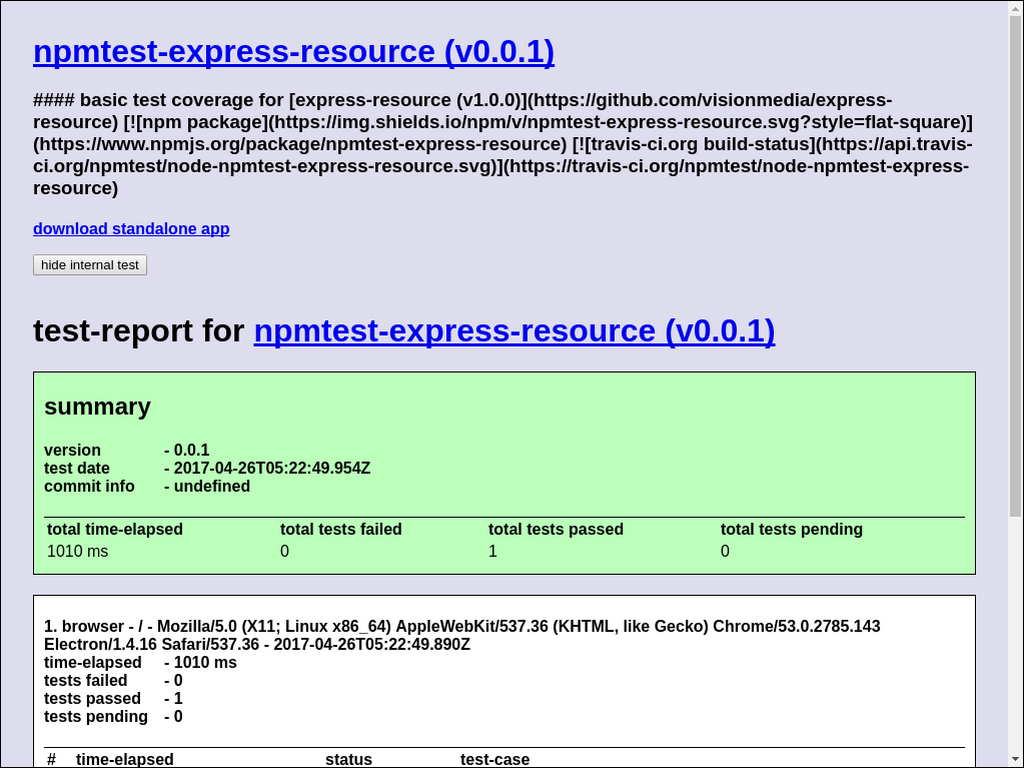 npmtest-express-resource (v0.0.1)
#### basic test coverage for [express-resource (v1.0.0)](https://github.com/visionmedia/express-
resource) [![npm package](https://img.shields.io/npm/v/npmtest-express-resource.svg?style=flat-square)]
(https://www.npmjs.org/package/npmtest-express-resource) [![travis-ci.org build-status](https://api.travis-
ci.org/npmtest/node-npmtest-express-resource.svg)](https://travis-ci.org/npmtest/node-npmtest-express-
resource)
download standalone app
hide internal test
test-report for npmtest-express-resource (v0.0.1)
summary
version - 0.0.1
test date - 2017-04-26T05:22:49.954Z
commit info - undefined
total time-elapsed total tests failed total tests passed total tests pending
1010 ms 0 1 0
1. browser - / - Mozilla/5.0 (X11; Linux x86_64) AppleWebKit/537.36 (KHTML, like Gecko) Chrome/53.0.2785.143
Electron/1.4.16 Safari/537.36 - 2017-04-26T05:22:49.890Z
time-elapsed - 1010 ms
tests failed - 0
tests passed - 1
tests pending - 0
# time-elapsed status test-case